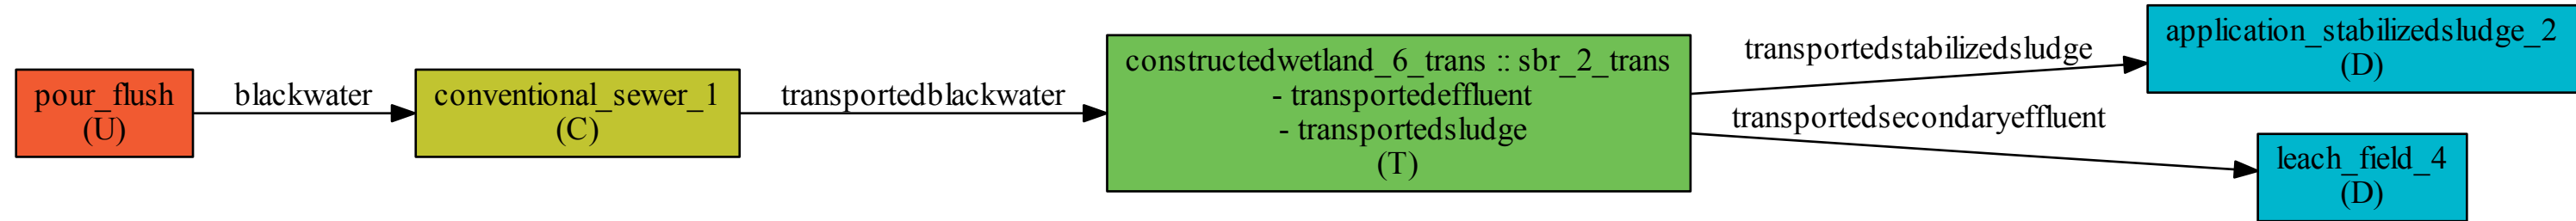 pour_flush
(U)
blackwater
conventional_sewer_1
(C)
transportedblackwater
constructedwetland_6_trans :: sbr_2_trans
- transportedeffluent
- transportedsludge
(T)
transportedstabilizedsludge
transportedsecondaryeffluent
application_stabilizedsludge_2
(D)
leach_field_4
(D)